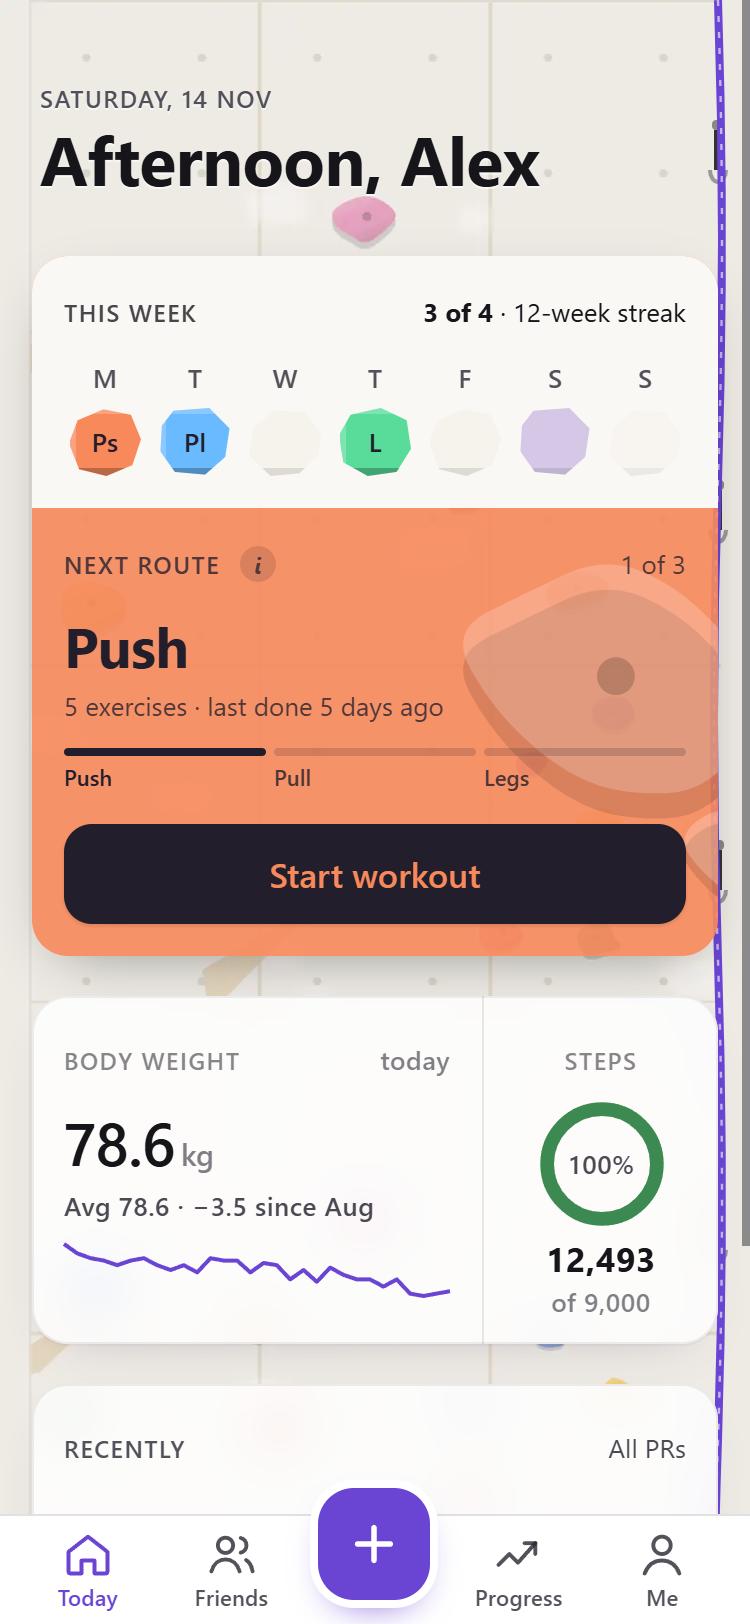 SATURDAY, 14 NOV
Afternoon, Alex
THIS WEEK
3 of 4 · 12-week streak
M T W T F S S
Ps Pl L
NEXT ROUTE i
1 of 3
Push
5 exercises · last done 5 days ago
Push Pull Legs
Start workout
BODY WEIGHT today
78.6 kg
Avg 78.6 · −3.5 since Aug
STEPS
100%
12,493
of 9,000
RECENTLY All PRs
Today Friends Progress Me